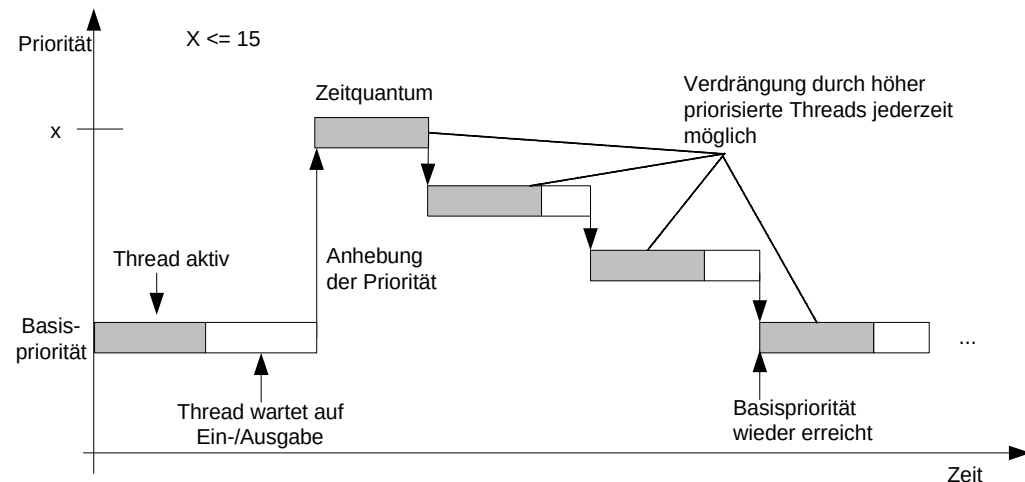 Priorität
X <= 15
Verdrängung durch höher
priorisierte Threads jederzeit
möglich
Zeitquantum
x
Thread aktiv
Anhebung
der Priorität
Basis-
priorität
...
Thread wartet auf
Ein-/Ausgabe
Basispriorität
wieder erreicht
Zeit